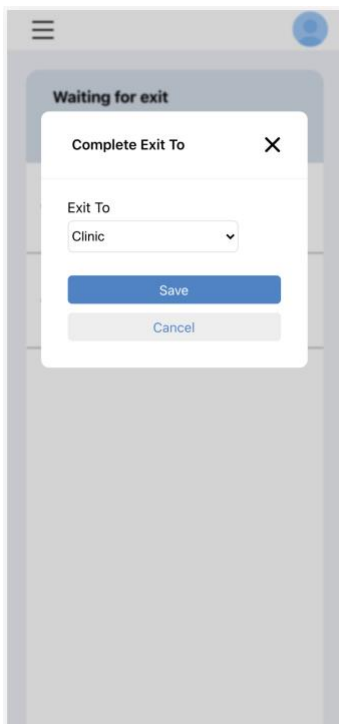 Waiting for exit
Complete Exit To
Exit To
Clinic
Save
Cancel